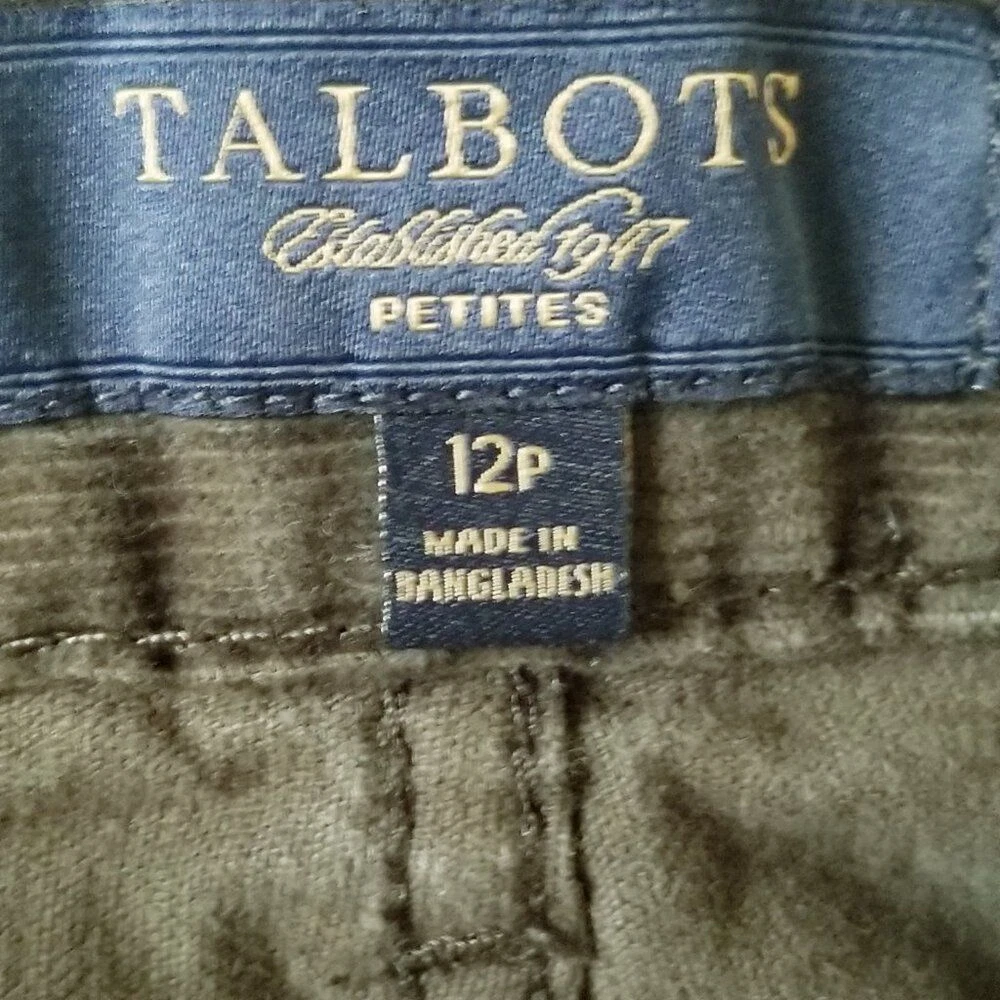 TALBOTS
Established 1947
PETITES
12P
MADE IN
BANGLADESH